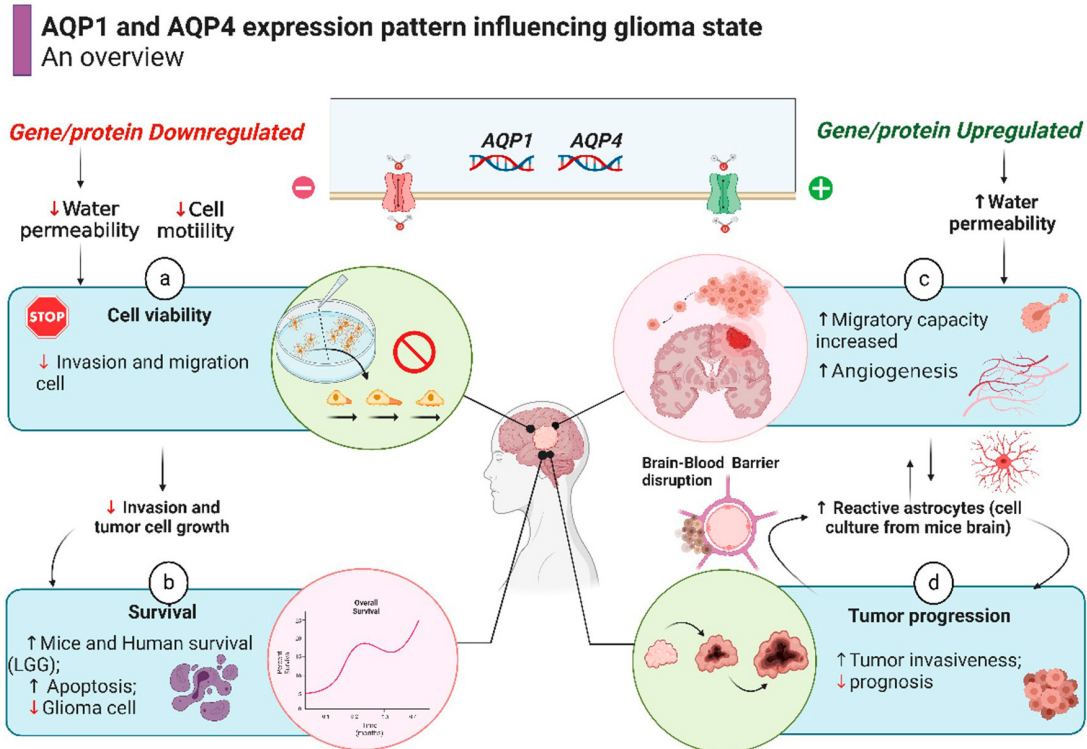 AQP1 and AQP4 expression pattern influencing glioma state
An overview
Gene/protein Downregulated
AQP1
AQP4
Gene/protein Upregulated
↓Water
permeability
↓Cell
motiility
↑Water
permeability
a
Cell viability
STOP
↓ Invasion and migration
cell
c
↑Migratory capacity
increased
↑Angiogenesis
↓ Invasion and
tumor cell growth
Brain-Blood Barrier
disruption
↑ Reactive astrocytes (cell
culture from mice brain)
b
Survival
↑Mice and Human survival
(LGG);
↑ Apoptosis;
↓Glioma cell
Overall
Survival
Time
(months)
d
Tumor progression
↑Tumor invasiveness;
↓prognosis